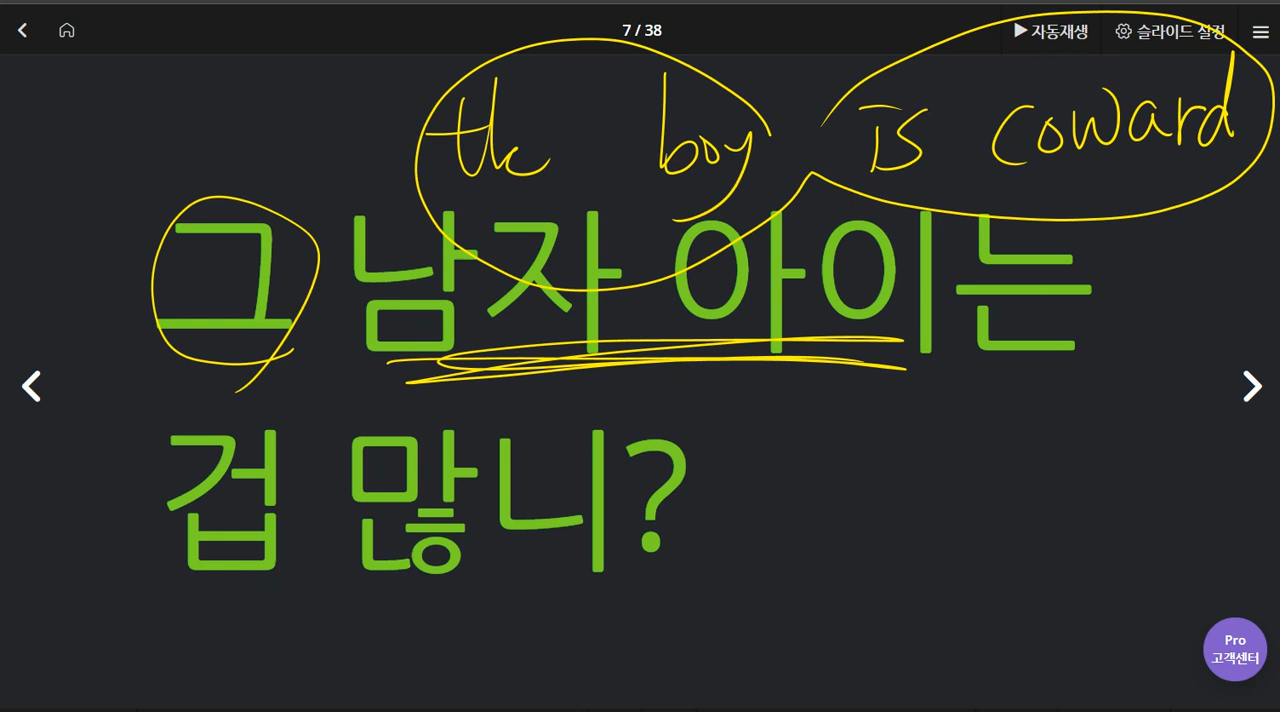 7 / 38
자동재생
슬라이드 설정
the boy is coward
그 남자 아이는
겁 많니?
Pro
고객센터